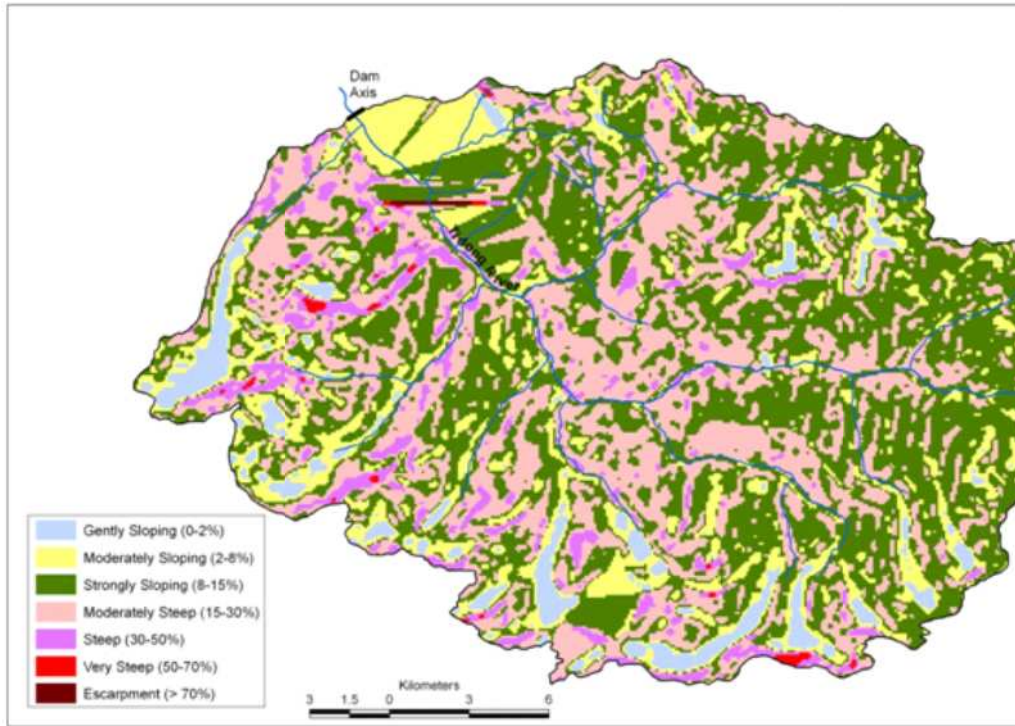 Dam
Axis
River
Gently Sloping (0-2%)
Moderately Sloping (2-8%)
Strongly Sloping (8-15%)
Moderately Steep (15-30%)
Steep (30-50%)
Very Steep (50-70%)
Escarpment (> 70%)
Kilometers
3 1.5 0 3 6